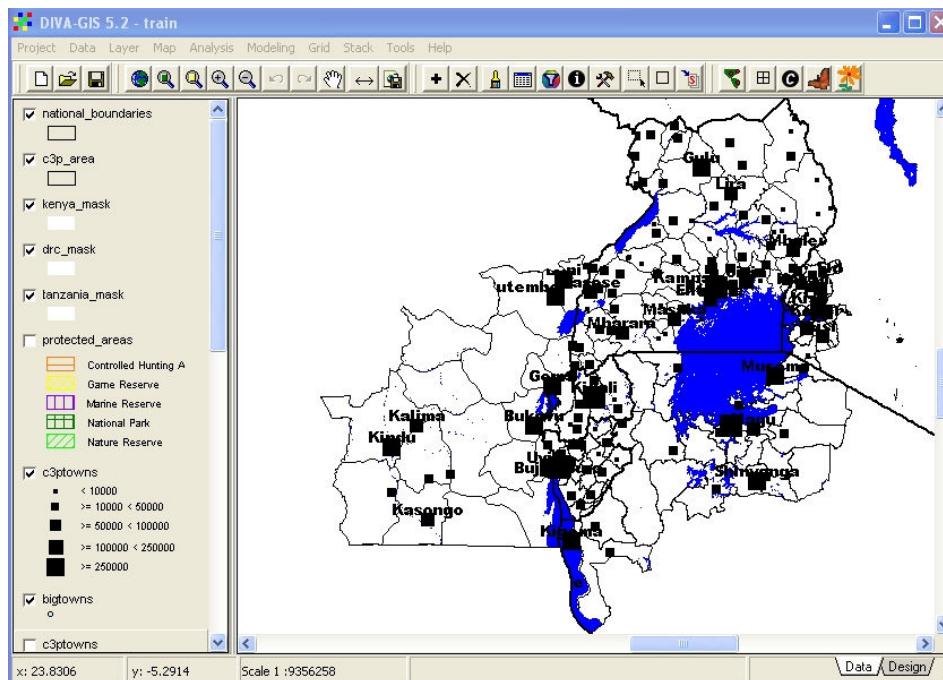 DIVA-GIS 5.2 - train
Project Data Layer Map Analysis Modeling Grid Stack Tools Help
national_boundaries
c3p_area
kenya_mask
drc_mask
tanzania_mask
protected_areas
Controlled Hunting A
Game Reserve
Marine Reserve
National Park
Nature Reserve
c3ptowns
< 10000
>= 10000 < 50000
>= 50000 < 100000
>= 100000 < 250000
>= 250000
bigtowns
c3ptowns
Gulu
Lira
utemb
Kamp
Mbarara
Kalima
Kindu
Kasongo
Shinyanga
Kigoma
x: 23.8306
y: -5.2914
Scale 1 :9356258
Data
Design